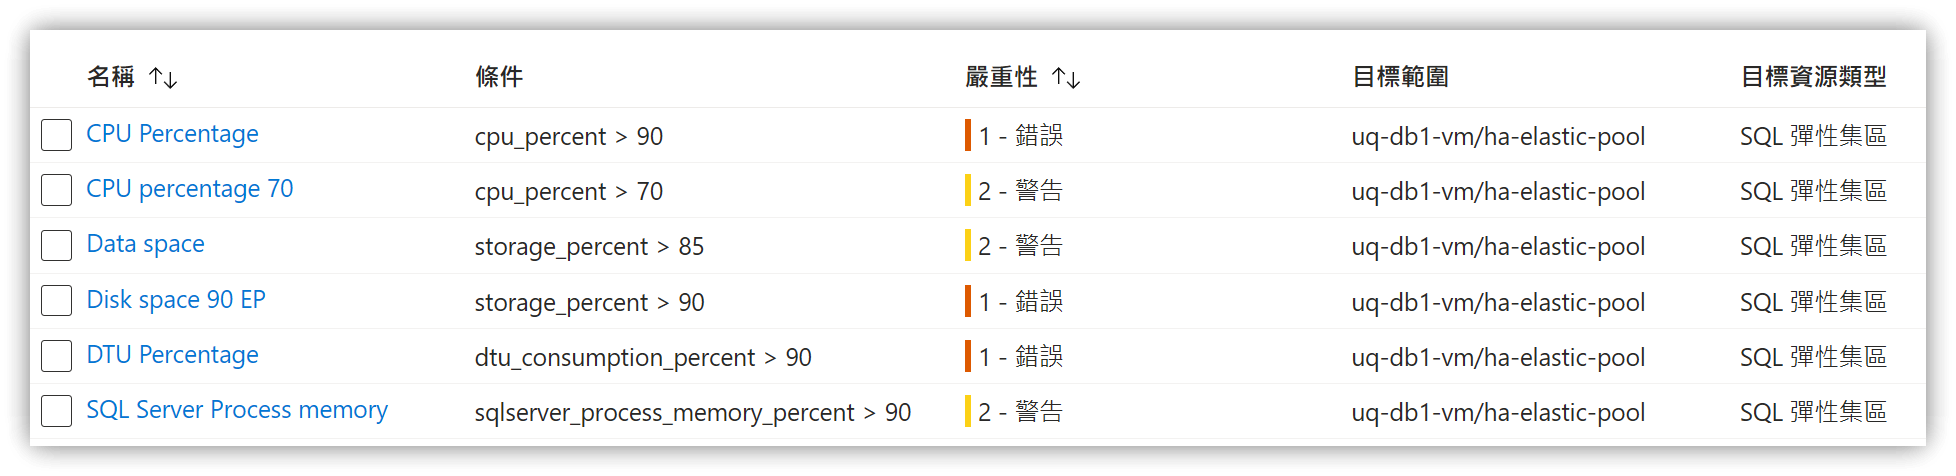 名稱 ↑↓ 條件 嚴重性 ↑↓ 目標範圍 目標資源類型
CPU Percentage cpu_percent > 90 1 - 錯誤 uq-db1-vm/ha-elastic-pool SQL 彈性集區
CPU percentage 70 cpu_percent > 70 2 - 警告 uq-db1-vm/ha-elastic-pool SQL 彈性集區
Data space storage_percent > 85 2 - 警告 uq-db1-vm/ha-elastic-pool SQL 彈性集區
Disk space 90 EP storage_percent > 90 1 - 錯誤 uq-db1-vm/ha-elastic-pool SQL 彈性集區
DTU Percentage dtu_consumption_percent > 90 1 - 錯誤 uq-db1-vm/ha-elastic-pool SQL 彈性集區
SQL Server Process memory sqlserver_process_memory_percent > 90 2 - 警告 uq-db1-vm/ha-elastic-pool SQL 彈性集區